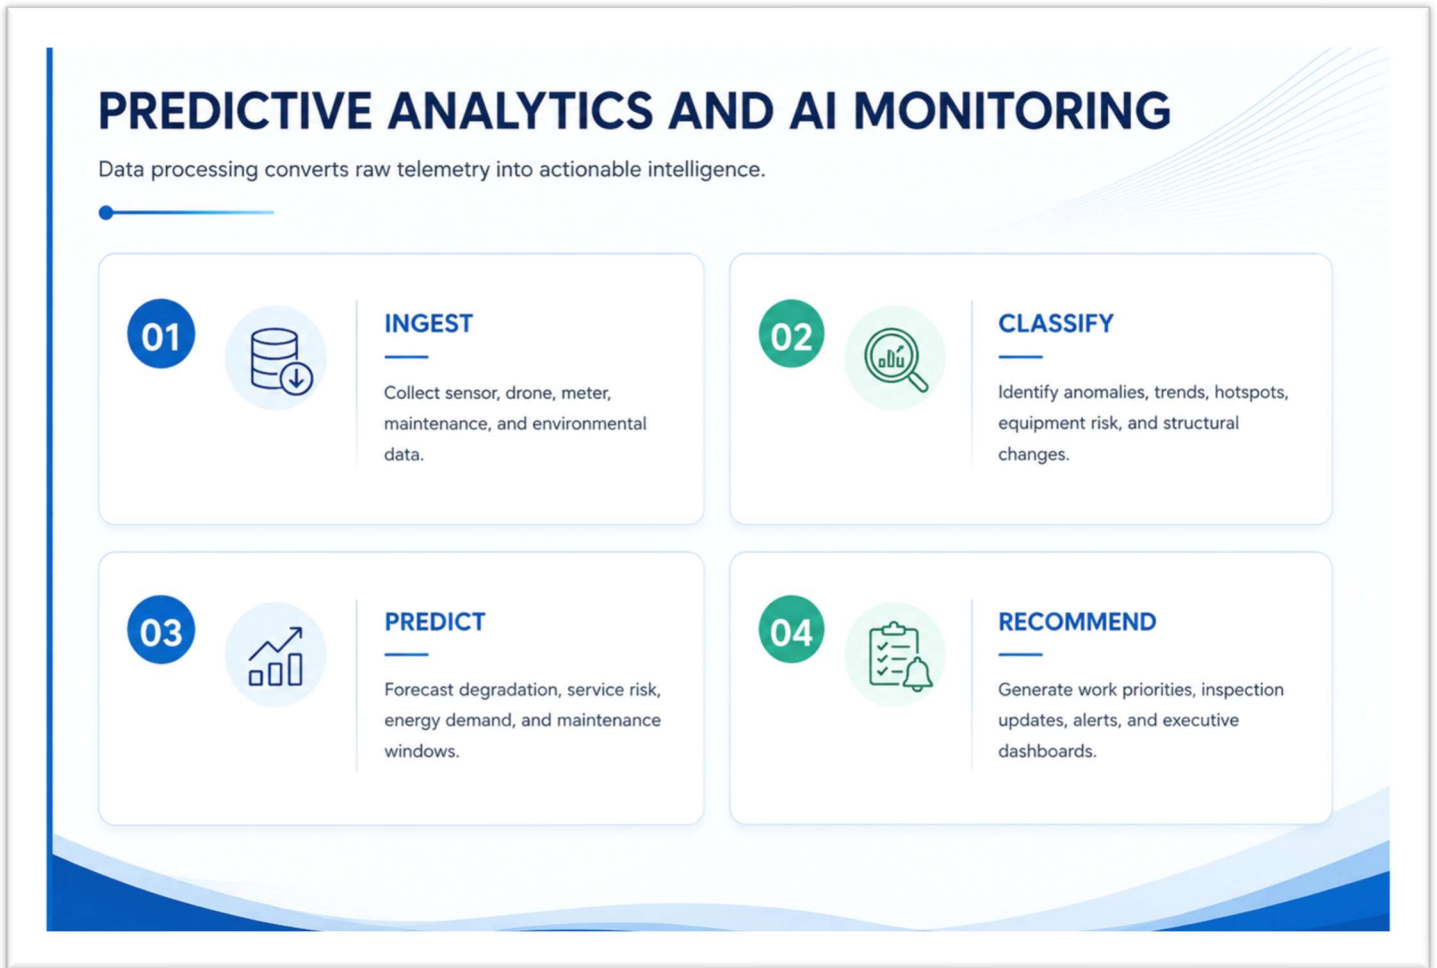 PREDICTIVE ANALYTICS AND AI MONITORING
Data processing converts raw telemetry into actionable intelligence.
01
INGEST
Collect sensor, drone, meter,
maintenance, and environmental
data.
02
CLASSIFY
Identify anomalies, trends, hotspots,
equipment risk, and structural
changes.
03
PREDICT
Forecast degradation, service risk,
energy demand, and maintenance
windows.
04
RECOMMEND
Generate work priorities, inspection
updates, alerts, and executive
dashboards.